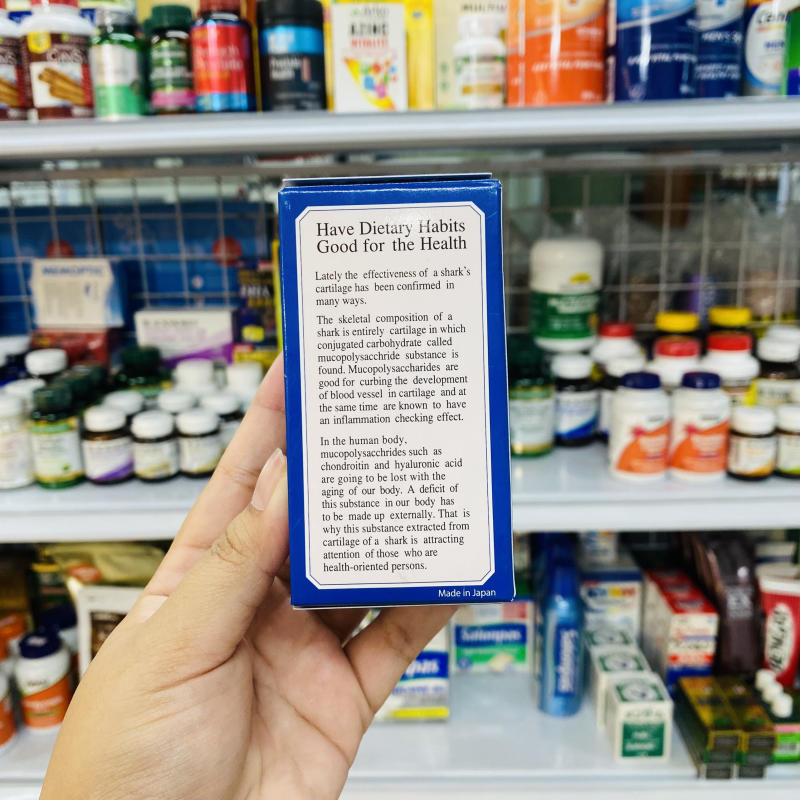 Have Dietary Habits
Good for the Health
Lately the effectiveness of a shark's
cartilage has been confirmed in
many ways.
The skeletal composition of a
shark is entirely cartilage in which
conjugated carbohydrate called
mucopolysacchride substance is
found. Mucopolysaccharides are
good for curbing the development
of blood vessel in cartilage and at
the same time are known to have
an inflammation checking effect.
In the human body,
mucopolysacchrides such as
chondroitin and hyaluronic acid
are going to be lost with the
aging of our body. A deficit of
this substance in our body has
to be made up externally. That is
why this substance extracted from
cartilage of a shark is attracting
attention of those who are
health-oriented persons.
Made in Japan
Salonpas